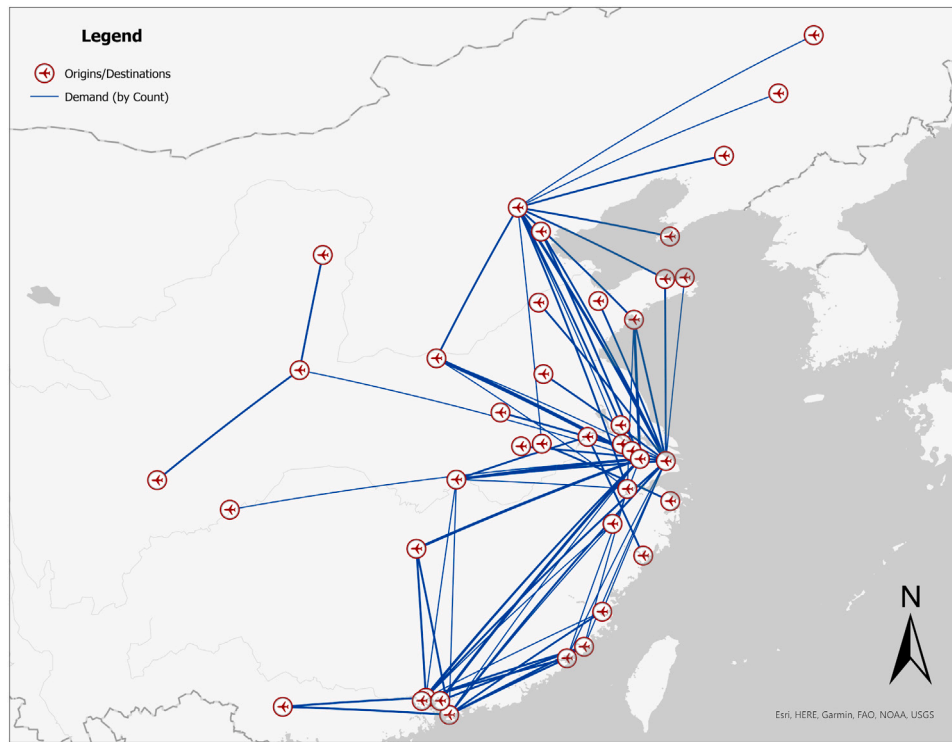 Legend
Origins/Destinations
Demand (by Count)
N
Esri, HERE, Garmin, FAO, NOAA, USGS